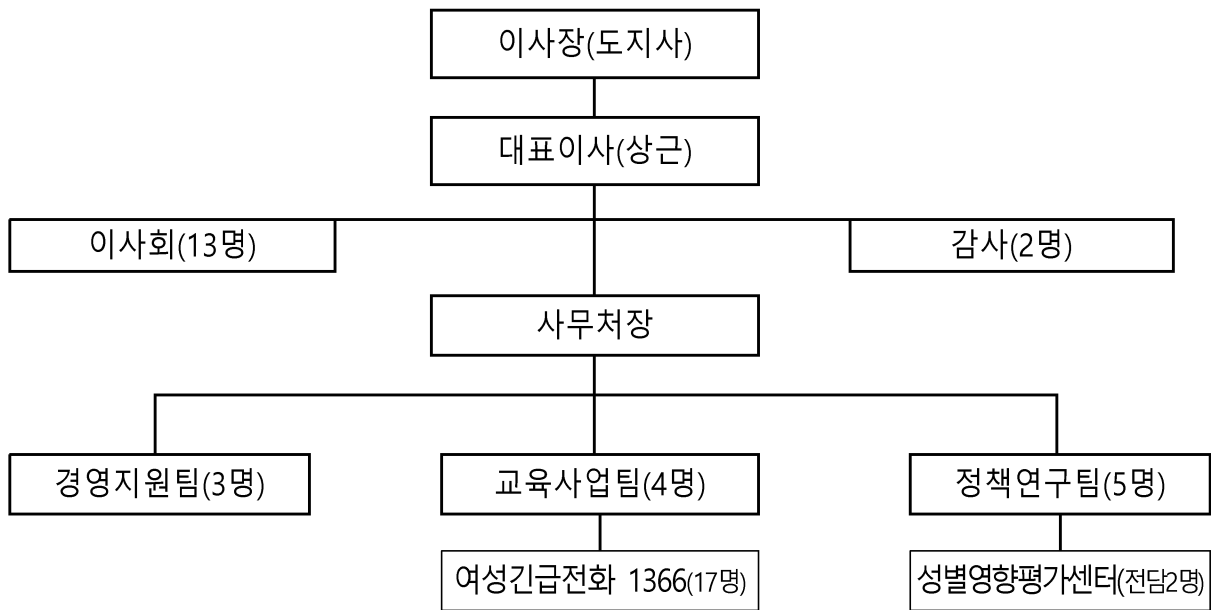 이사장(도지사)
대표이사(상근)
이사회(13명)
감사(2명)
사무처장
경영지원팀(3명)
교육사업팀(4명)
정책연구팀(5명)
여성긴급전화 1366(17명)
성별영향평가센터(전담2명)